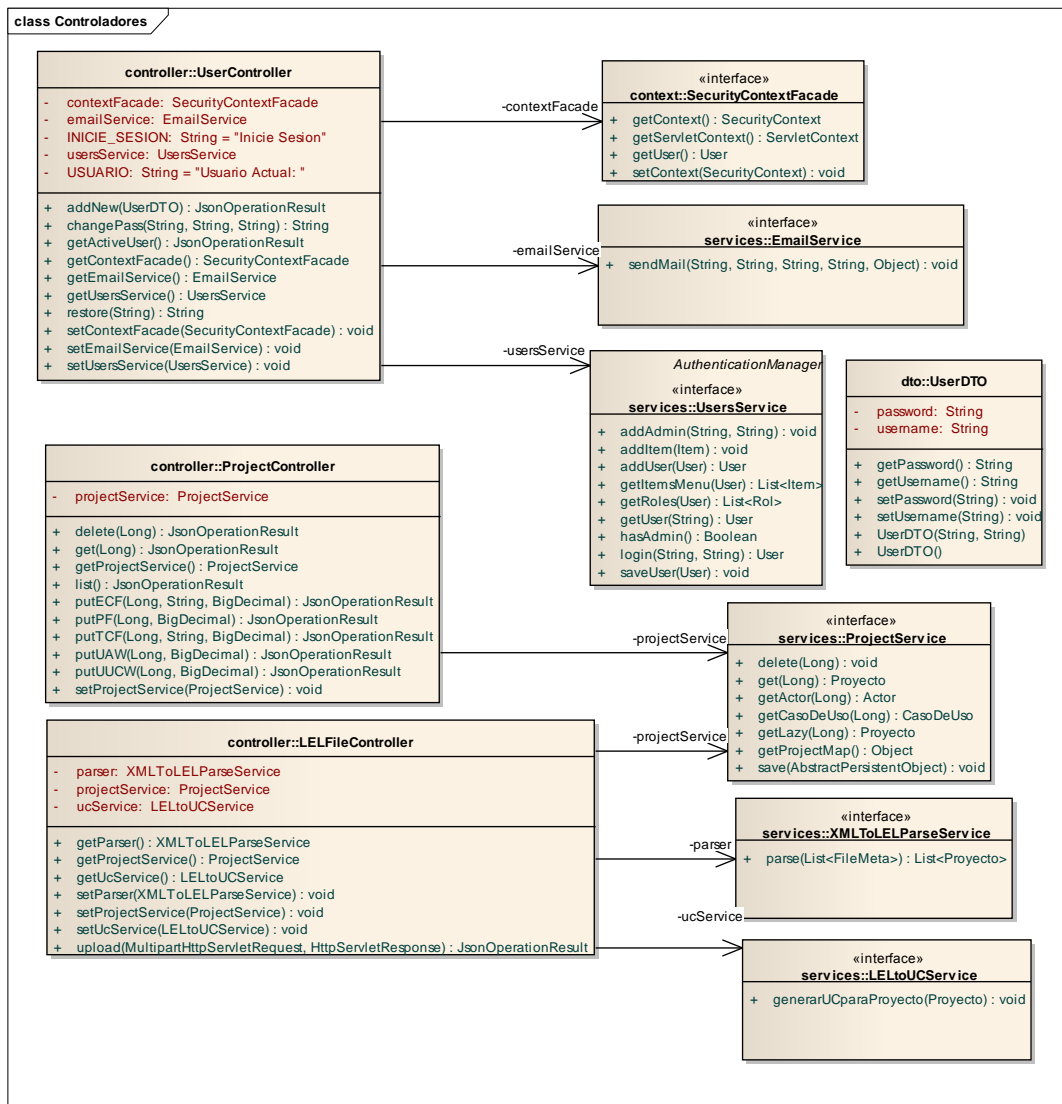 class Controladores
controller::UserController
- contextFacade: SecurityContextFacade
- emailService: EmailService
- INICIE_SESION: String = "Inicie Sesion"
- usersService: UsersService
- USUARIO: String = "Usuario Actual: "
+ addNew(UserDTO) : JsonOperationResult
+ changePass(String, String, String) : String
+ getActiveUser() : JsonOperationResult
+ getContextFacade() : SecurityContextFacade
+ getEmailService() : EmailService
+ getUsersService() : UsersService
+ restore(String) : String
+ setContextFacade(SecurityContextFacade) : void
+ setEmailService(EmailService) : void
+ setUsersService(UsersService) : void
-contextFacade
«interface»
context::SecurityContextFacade
+ getContext() : SecurityContext
+ getServletContext() : ServletContext
+ getUser() : User
+ setContext(SecurityContext) : void
-emailService
«interface»
services::EmailService
+ sendMail(String, String, String, String, Object) : void
-usersService
AuthenticationManager
«interface»
services::UsersService
+ addAdmin(String, String) : void
+ addItem(Item) : void
+ addUser(User) : User
+ getItemsMenu(User) : List<Item>
+ getRoles(User) : List<Rol>
+ getUser(String) : User
+ hasAdmin() : Boolean
+ login(String, String) : User
+ saveUser(User) : void
dto::UserDTO
- password: String
- username: String
+ getPassword() : String
+ getUsername() : String
+ setPassword(String) : void
+ setUsername(String) : void
+ UserDTO(String, String)
+ UserDTO()
controller::ProjectController
- projectService: ProjectService
+ delete(Long) : JsonOperationResult
+ get(Long) : JsonOperationResult
+ getProjectService() : ProjectService
+ list() : JsonOperationResult
+ putECF(Long, String, BigDecimal) : JsonOperationResult
+ putPF(Long, BigDecimal) : JsonOperationResult
+ putTCF(Long, String, BigDecimal) : JsonOperationResult
+ putUAW(Long, BigDecimal) : JsonOperationResult
+ putUUCW(Long, BigDecimal) : JsonOperationResult
+ setProjectService(ProjectService) : void
-projectService
«interface»
services::ProjectService
+ delete(Long) : void
+ get(Long) : Proyecto
+ getActor(Long) : Actor
+ getCasoDeUso(Long) : CasoDeUso
+ getLazy(Long) : Proyecto
+ getProjectMap() : Object
+ save(AbstractPersistentObject) : void
controller::LELFileController
- parser: XMLToLELParseService
- projectService: ProjectService
- ucService: LELtoUCService
+ getParser() : XMLToLELParseService
+ getProjectService() : ProjectService
+ getUcService() : LELtoUCService
+ setParser(XMLToLELParseService) : void
+ setProjectService(ProjectService) : void
+ setUcService(LELtoUCService) : void
+ upload(MultipartHttpServletRequest, HttpServletResponse) : JsonOperationResult
-projectService
-parser
«interface»
services::XMLToLELParseService
+ parse(List<FileMeta>) : List<Proyecto>
-ucService
«interface»
services::LELtoUCService
+ generarUCparaProyecto(Proyecto) : void